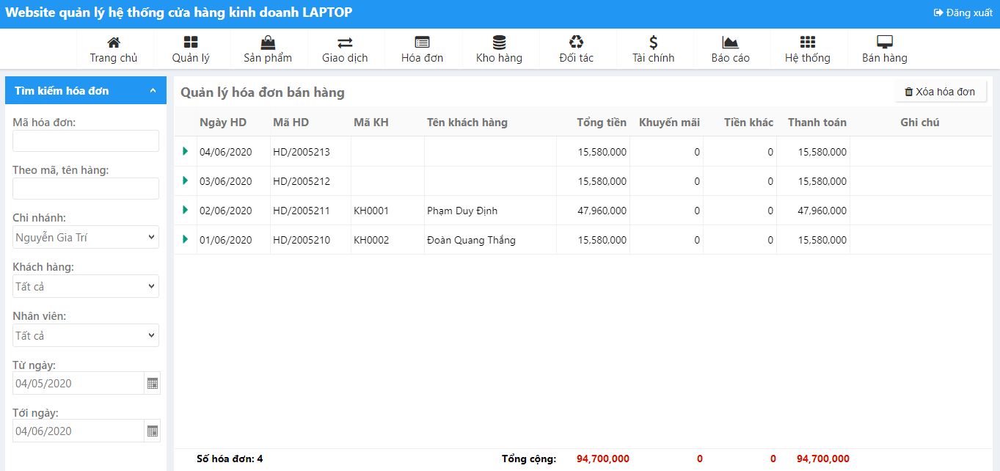 Website quản lý hệ thống cửa hàng kinh doanh LAPTOP
Đăng xuất
Trang chủ Quản lý Sản phẩm Giao dịch Hóa đơn Kho hàng Đối tác Tài chính Báo cáo Hệ thống Bán hàng
Tìm kiếm hóa đơn
Mã hóa đơn:
Theo mã, tên hàng:
Chi nhánh:
Nguyễn Gia Trí
Khách hàng:
Tất cả
Nhân viên:
Tất cả
Từ ngày:
04/05/2020
Tới ngày:
04/06/2020
Quản lý hóa đơn bán hàng
Xóa hóa đơn
Ngày HD Mã HD Mã KH Tên khách hàng Tổng tiền Khuyến mãi Tiền khác Thanh toán Ghi chú
04/06/2020 HD/2005213 15,580,000 0 0 15,580,000
03/06/2020 HD/2005212 15,580,000 0 0 15,580,000
02/06/2020 HD/2005211 KH0001 Phạm Duy Định 47,960,000 0 0 47,960,000
01/06/2020 HD/2005210 KH0002 Đoàn Quang Thắng 15,580,000 0 0 15,580,000
Số hóa đơn: 4 Tổng cộng: 94,700,000 0 0 94,700,000